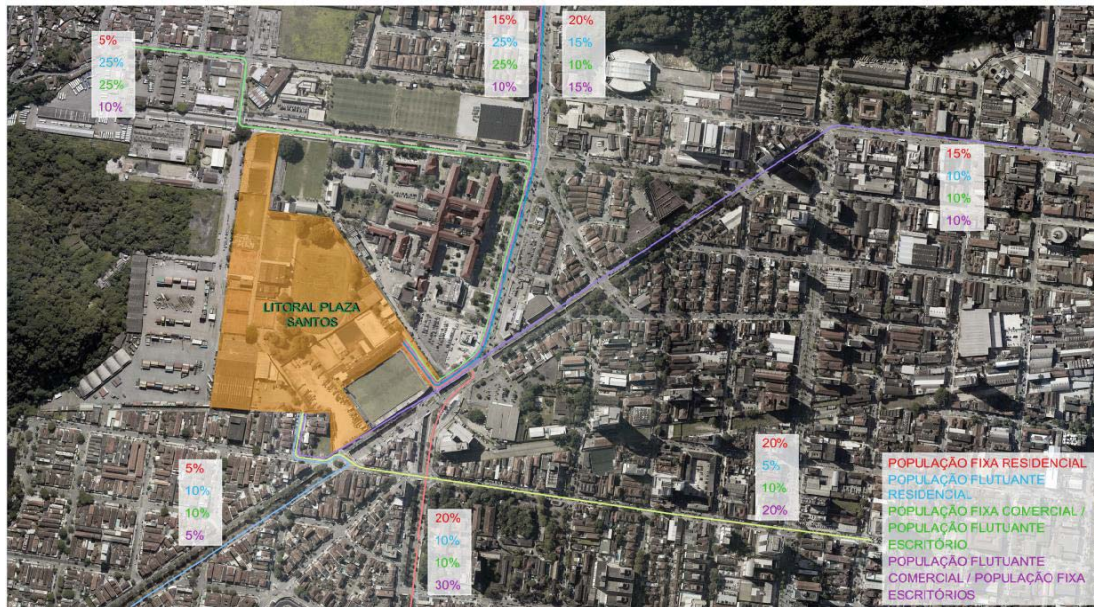 5%
25%
25%
10%
15%
25%
25%
10%
20%
15%
10%
15%
15%
10%
10%
10%
LITORAL PLAZA
SANTOS
5%
10%
10%
5%
20%
10%
10%
30%
20%
5%
10%
20%
POPULAÇÃO FIXA RESIDENCIAL
POPULAÇÃO FLUTUANTE
RESIDENCIAL
POPULAÇÃO FIXA COMERCIAL /
POPULAÇÃO FLUTUANTE
ESCRITÓRIO
POPULAÇÃO FLUTUANTE
COMERCIAL / POPULAÇÃO FIXA
ESCRITÓRIOS